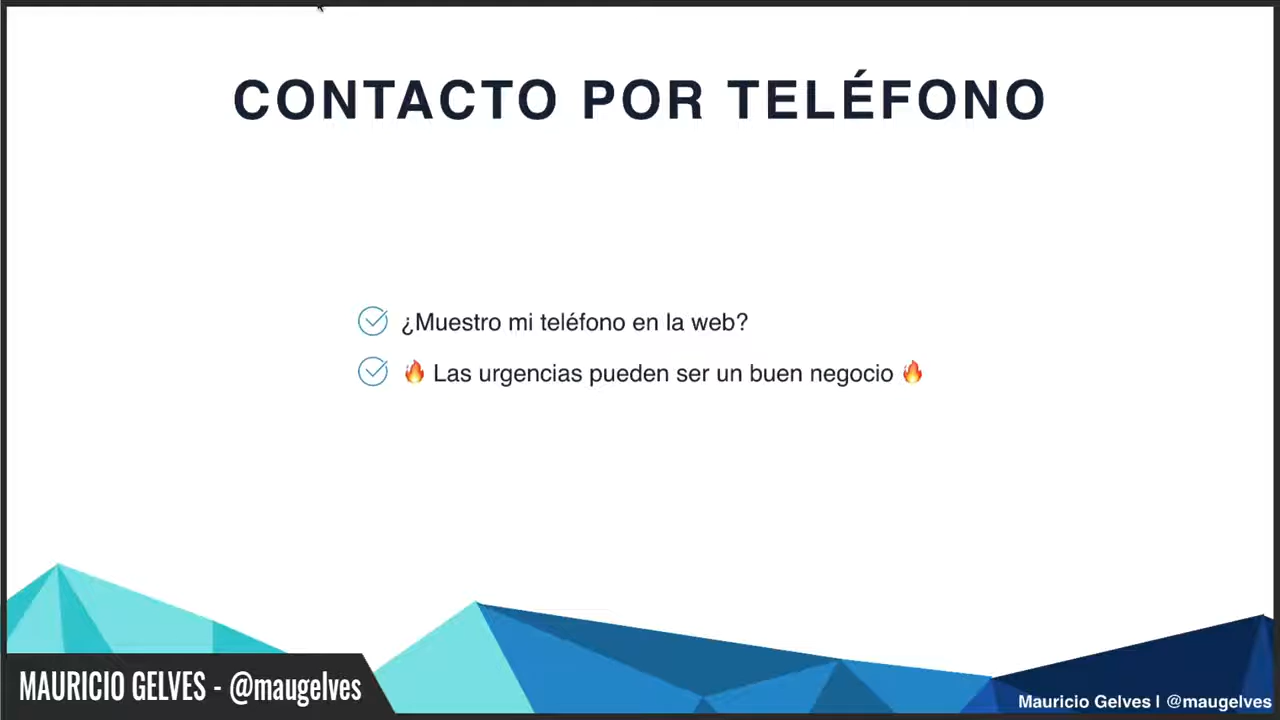 CONTACTO POR TELÉFONO
¿Muestro mi teléfono en la web?
🔥 Las urgencias pueden ser un buen negocio 🔥
MAURICIO GELVES - @maugelves
Mauricio Gelves | @maugelves